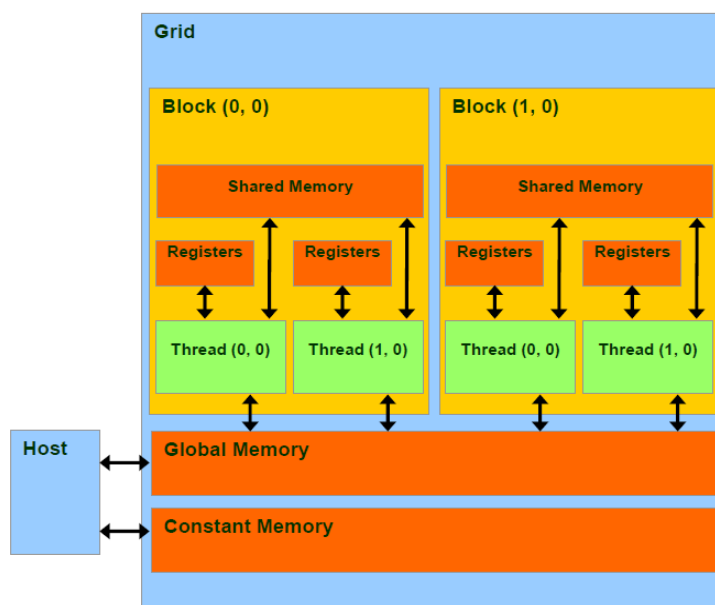 Grid
Block (0, 0)
Block (1, 0)
Shared Memory
Shared Memory
Registers
Registers
Registers
Registers
Thread (0, 0)
Thread (1, 0)
Thread (0, 0)
Thread (1, 0)
Host
Global Memory
Constant Memory